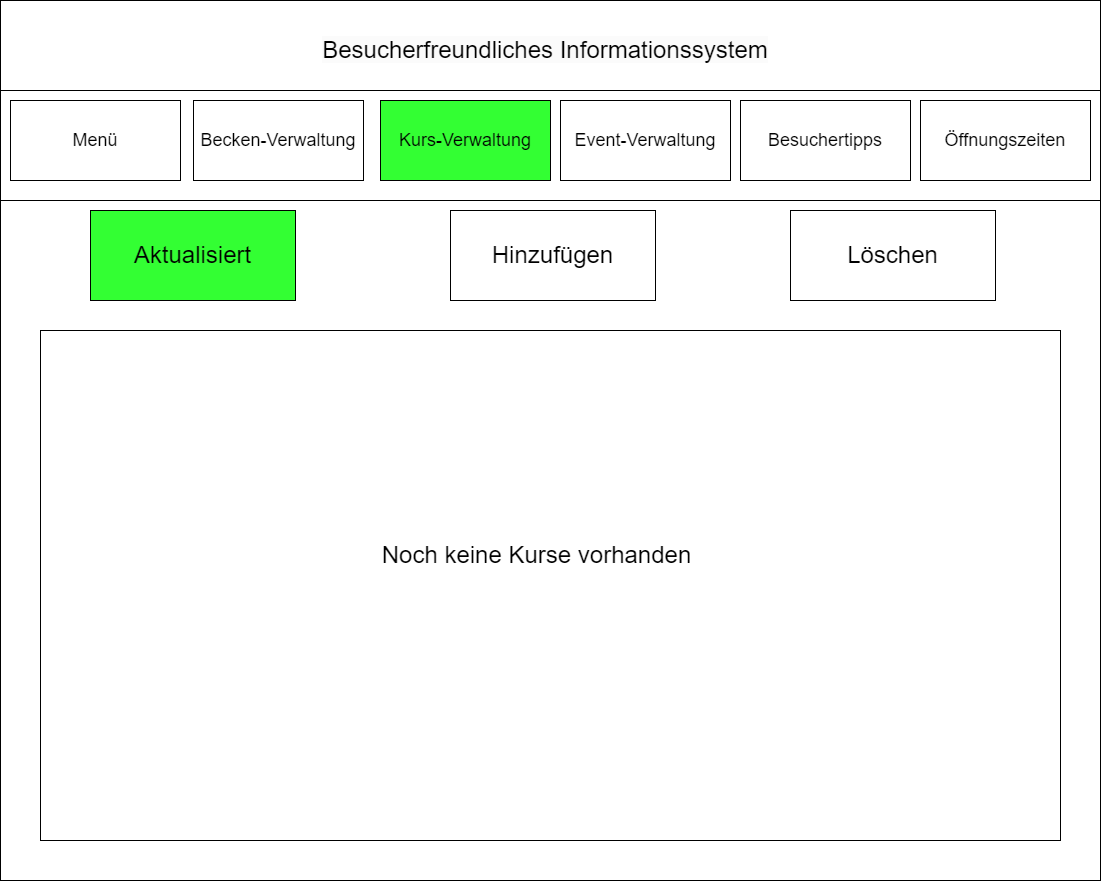 Besucherfreundliches Informationssystem
Menü
Becken-Verwaltung
Kurs-Verwaltung
Event-Verwaltung
Besuchertipps
Öffnungszeiten
Aktualisiert
Hinzufügen
Löschen
Noch keine Kurse vorhanden